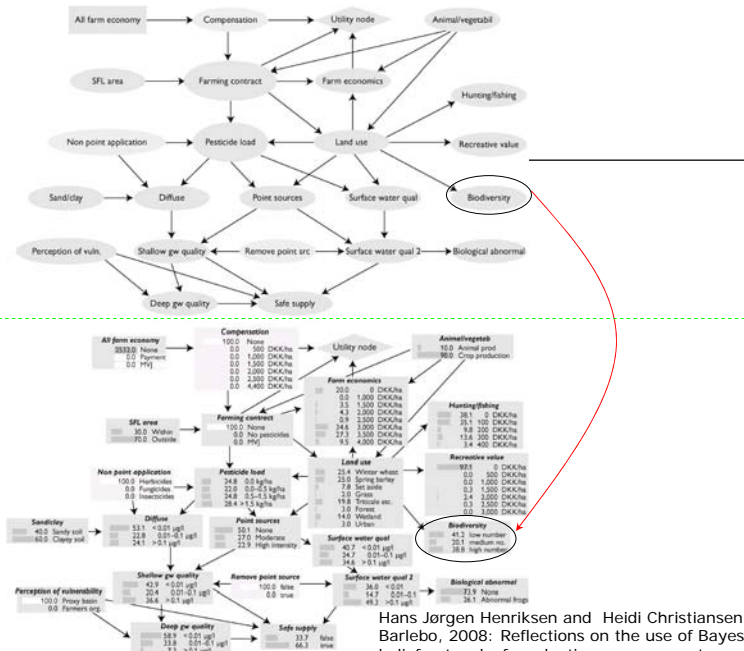 All farm economy
Compensation
Utility node
Animal/vegetabil
SFL area
Farming contract
Farm economics
Hunting/fishing
Non point application
Pesticide load
Land use
Recreative value
Sand/clay
Diffuse
Point sources
Surface water qual
Biodiversity
Perception of vuln.
Shallow gw quality
Remove point src
Surface water qual 2
Biological abnormal
Deep gw quality
Safe supply
All farm economy
None
0.0 Payment
0.0 MVJ
Compensation
100.0 None
0.0 500 DKK/ha
0.0 1,000 DKK/ha
0.0 1,500 DKK/ha
0.0 2,000 DKK/ha
0.0 2,500 DKK/ha
0.0 4,400 DKK/ha
Utility node
Animal/vegetab
10.0 Animal prod
90.0 Crop production
Farm economics
20.0 0 DKK/ha
0.0 1,000 DKK/ha
3.5 1,500 DKK/ha
4.3 2,000 DKK/ha
0.9 2,500 DKK/ha
34.6 3,000 DKK/ha
27.3 3,500 DKK/ha
9.5 4,000 DKK/ha
SFL area
30.0 Within
70.0 Outside
Farming contract
100.0 None
0.0 No pesticides
0.0 MVJ
Hunting/fishing
38.1 0 DKK/ha
35.1 100 DKK/ha
9.8 200 DKK/ha
13.6 300 DKK/ha
3.4 400 DKK/ha
Non point application
100.0 Herbicides
0.0 Fungicides
0.0 Insecticides
Pesticide load
24.8 0.0 kg/ha
22.0 0.0–0.5 kg/ha
24.8 0.5–1.5 kg/ha
28.4 >1.5 kg/ha
Land use
25.4 Winter wheat
25.0 Spring barley
7.8 Set aside
2.0 Grass
19.8 Triticale etc.
3.0 Forest
14.0 Wetland
3.0 Urban
Recreative value
97.1 0 DKK/ha
0.0 500 DKK/ha
0.0 1,000 DKK/ha
0.3 1,500 DKK/ha
2.4 2,000 DKK/ha
0.3 2,500 DKK/ha
0.0 3,000 DKK/ha
Sand/clay
40.0 Sandy soil
60.0 Clayey soil
Diffuse
53.1 <0.01 µg/l
22.8 0.01–0.1 µg/l
24.1 >0.1 µg/l
Point sources
50.1 None
27.0 Moderate
22.9 High intensity
Surface water qual
40.7 <0.01 µg/l
24.7 0.01–0.1 µg/l
34.6 >0.1 µg/l
Biodiversity
41.2 low number
20.1 medium no.
38.8 high number
Perception of vulnerability
100.0 Proxy basin
0.0 Farmers org.
Shallow gw quality
42.9 <0.01 µg/l
20.4 0.01–0.1 µg/l
36.6 >0.1 µg/l
Remove point source
100.0 false
0.0 true
Surface water qual 2
36.0 <0.01
14.7 0.01–0.1
49.3 >0.1 µg/l
Biological abnormal
73.9 None
26.1 Abnormal frogs
Deep gw quality
58.9 <0.01 µg/l
33.8 0.01–0.1 µg/l
7.3 >0.1 µg/l
Safe supply
33.7 false
66.3 true
Hans Jørgen Henriksen and Heidi Christiansen
Barlebo, 2008: Reflections on the use of Bayes